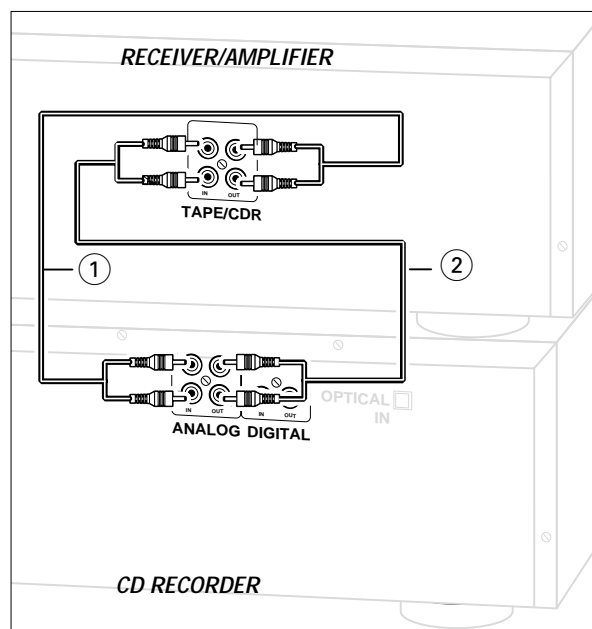 RECEIVER/AMPLIFIER
IN OUT
TAPE/CDR
1
2
OPTICAL
IN
IN OUT IN OUT
ANALOG DIGITAL
CD RECORDER